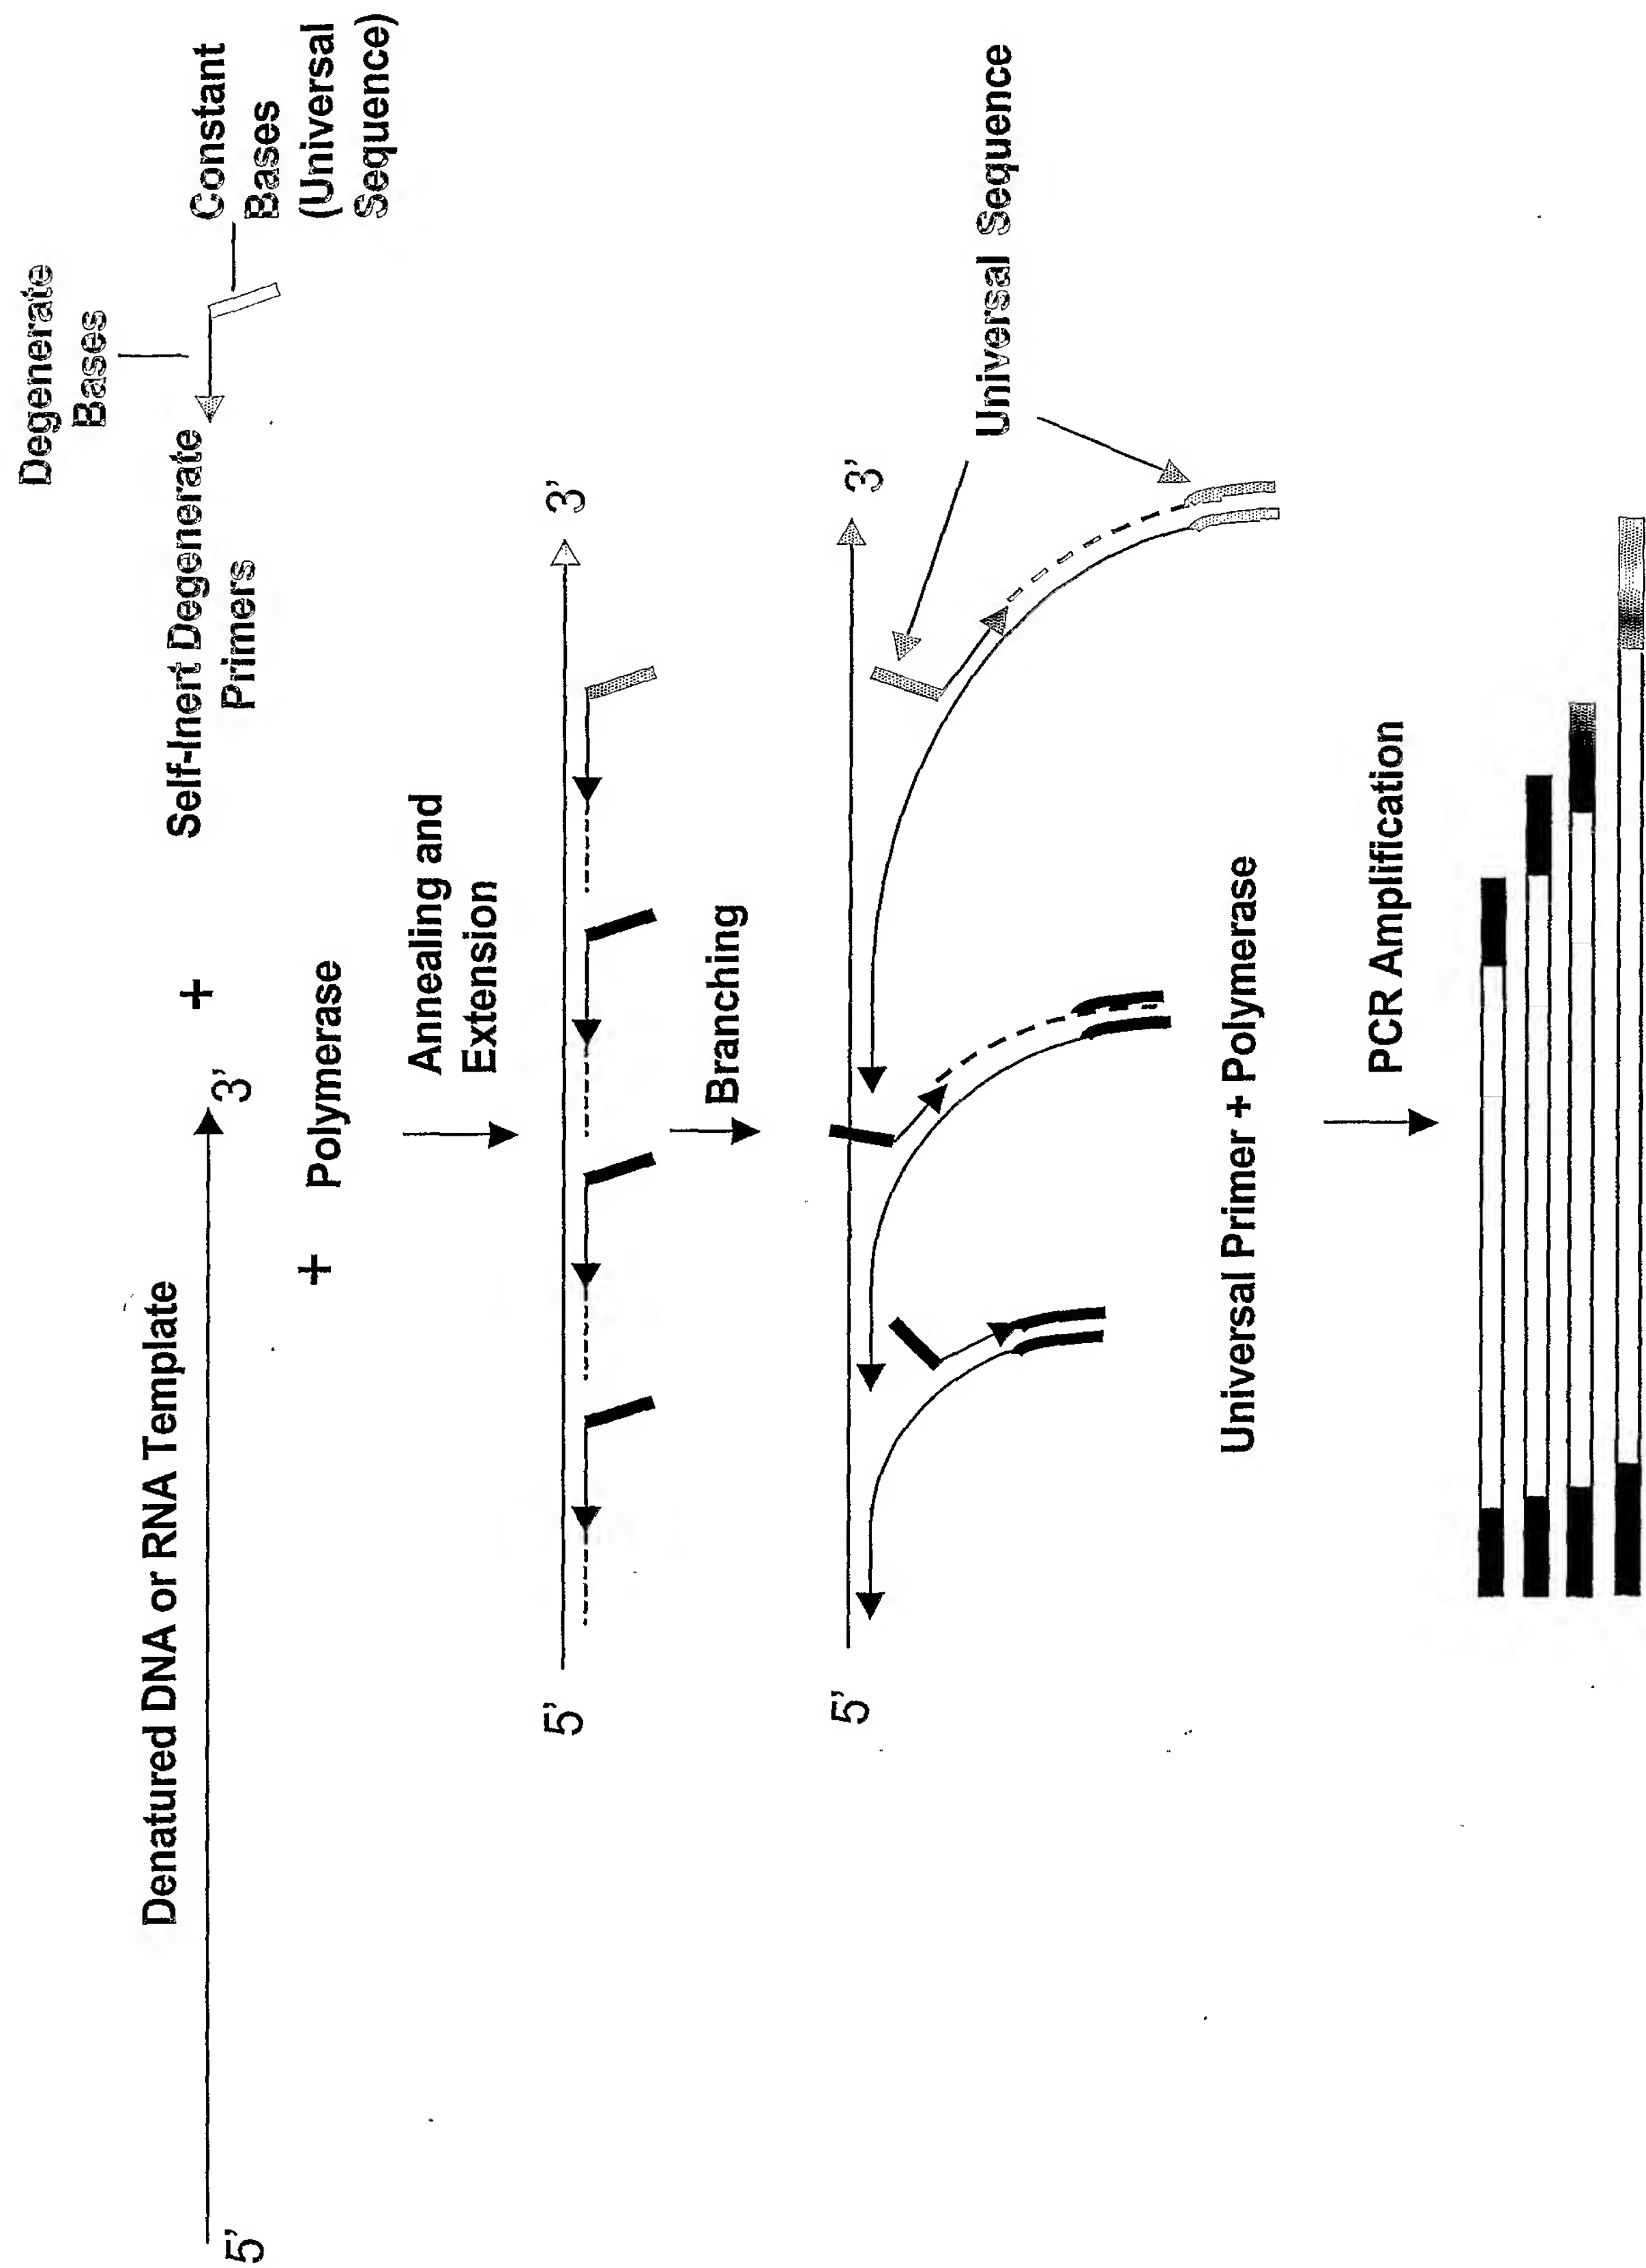 Degenerate
Bases
Constant
Bases
(Universal
Sequence)
Denatured DNA or RNA Template
5'
3'
+
Self-Inert Degenerate
Primers
+ Polymerase
Annealing and
Extension
5'
3'
Branching
5'
3'
Universal Sequence
Universal Primer + Polymerase
PCR Amplification